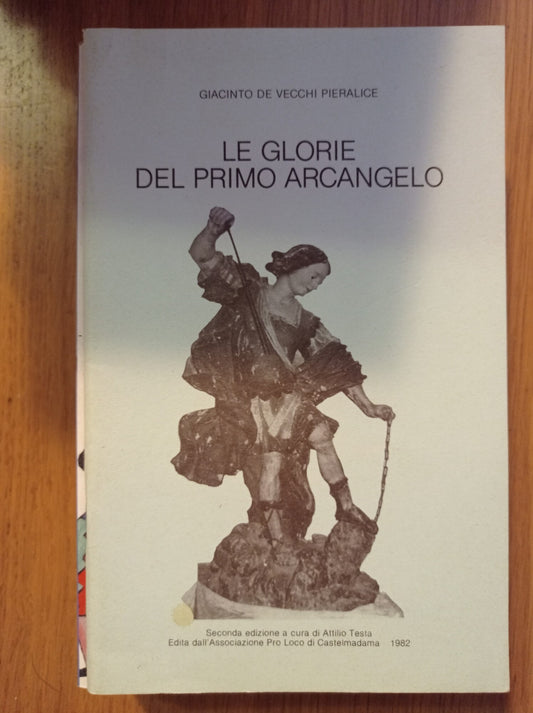 GIACINTO DE VECCHI PIERALICE
LE GLORIE
DEL PRIMO ARCANGELO
Seconda edizione a cura di Attilio Testa
Edita dall'Associazione Pro Loco di Castelmadama 1982